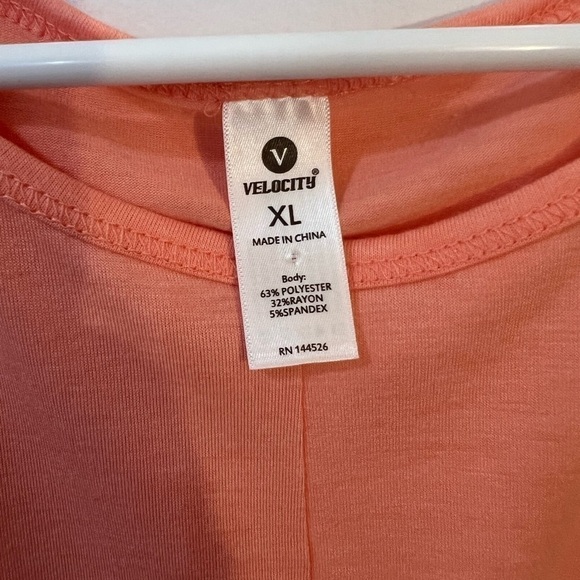 V
VELOCITY®
XL
MADE IN CHINA
Body:
63% POLYESTER
32%RAYON
5%SPANDEX
RN 144526